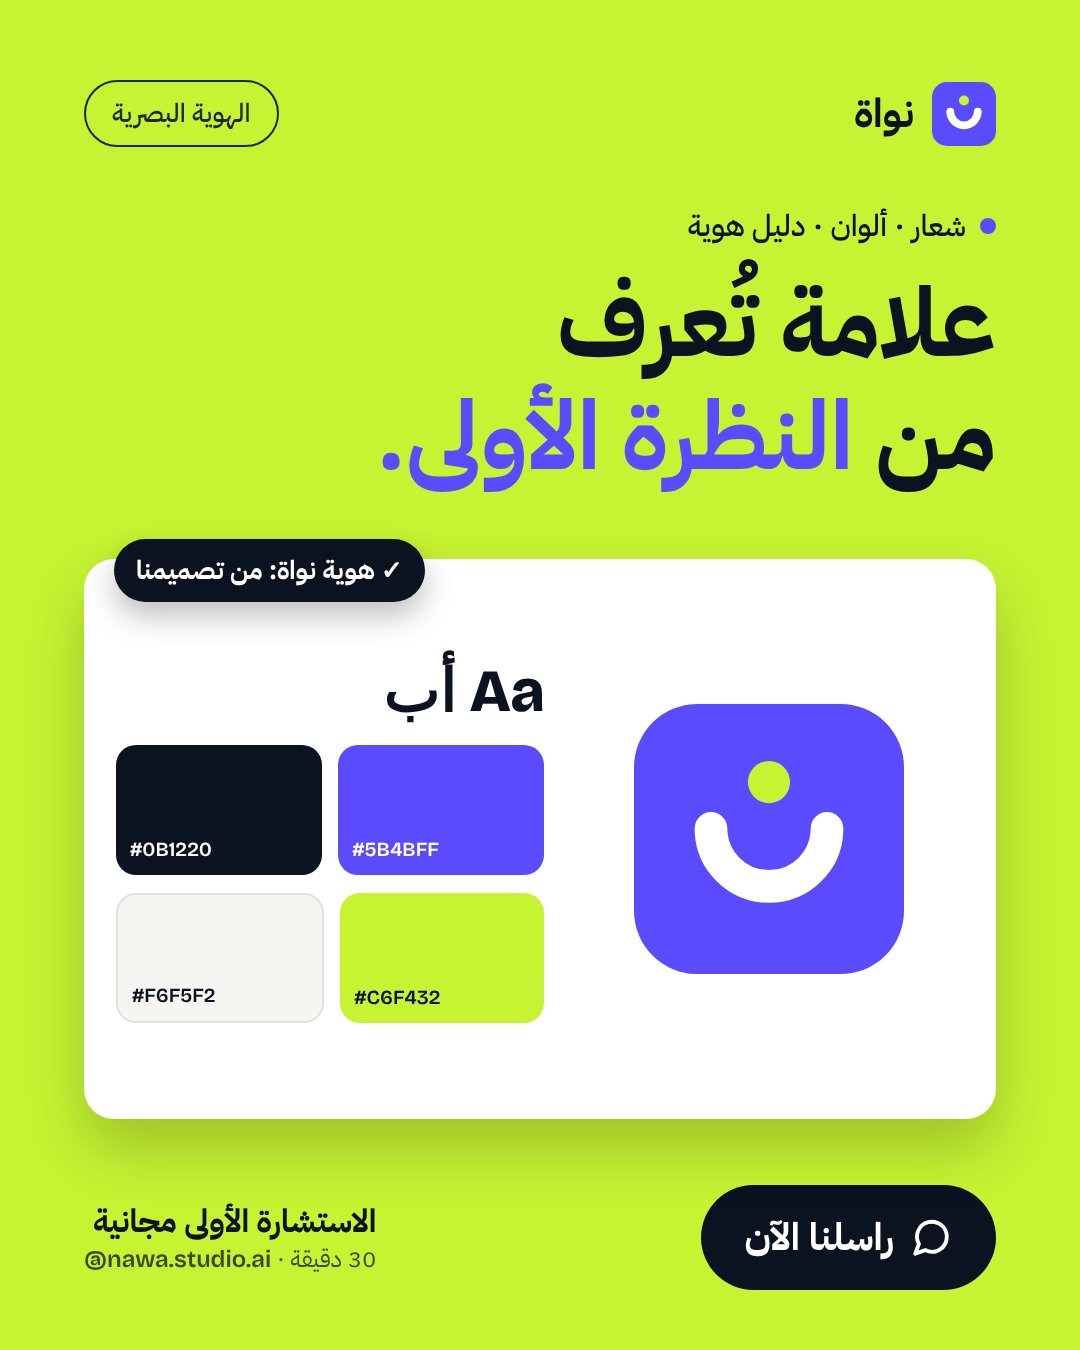 نواة
الهوية البصرية
شعار · ألوان · دليل هوية
علامة تُعرف
من النظرة الأولى.
✓ هوية نواة: من تصميمنا
Aa أب
#5B4BFF
#0B1220
#C6F432
#F6F5F2
راسلنا الآن
الاستشارة الأولى مجانية
30 دقيقة · @nawa.studio.ai